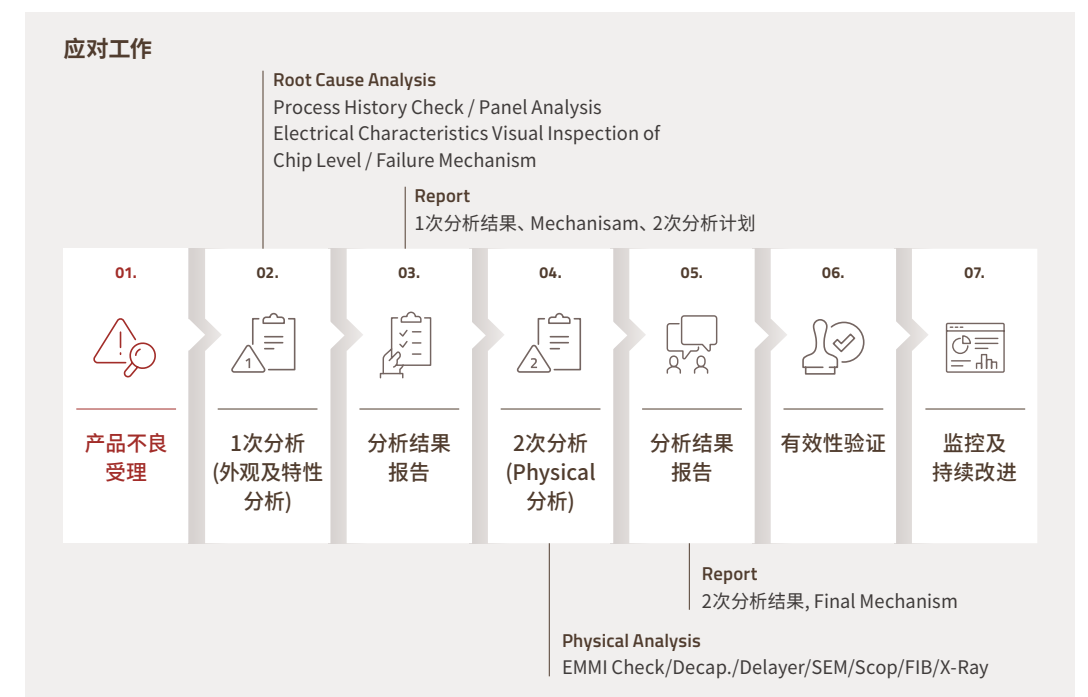 应对工作
Root Cause Analysis
Process History Check / Panel Analysis
Electrical Characteristics Visual Inspection of
Chip Level / Failure Mechanism
Report
1次分析结果、Mechanisam、2次分析计划
01.
产品不良
受理
02.
1
1次分析
(外观及特性
分析)
03.
分析结果
报告
04.
2
2次分析
(Physical
分析)
05.
分析结果
报告
06.
有效性验证
07.
监控及
持续改进
Report
2次分析结果, Final Mechanism
Physical Analysis
EMMI Check/Decap./Delayer/SEM/Scop/FIB/X-Ray